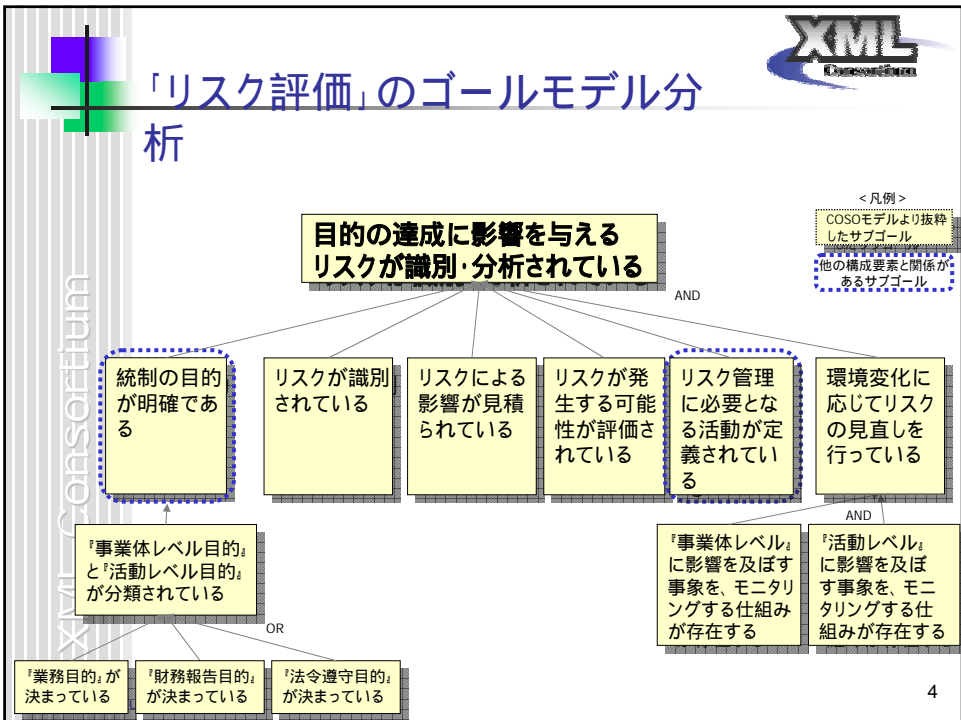 XML
Consortium
「リスク評価」のゴールモデル分
析
<凡例>
COSOモデルより抜粋
したサブゴール
他の構成要素と関係が
あるサブゴール
目的の達成に影響を与える
リスクが識別・分析されている
AND
統制の目的
が明確であ
る
リスクが識別
されている
リスクによる
影響が見積
られている
リスクが発
生する可能
性が評価さ
れている
リスク管理
に必要とな
る活動が定
義されてい
る
環境変化に
応じてリスク
の見直しを
行っている
AND
『事業体レベル目的』
と『活動レベル目的』
が分類されている
『事業体レベル』
に影響を及ぼす
事象を、モニタリ
ングする仕組み
が存在する
『活動レベル』
に影響を及ぼ
す事象を、モニ
タリングする仕
組みが存在する
OR
『業務目的』が
決まっている
『財務報告目的』
が決まっている
『法令遵守目的』
が決まっている
XML Consortium
4